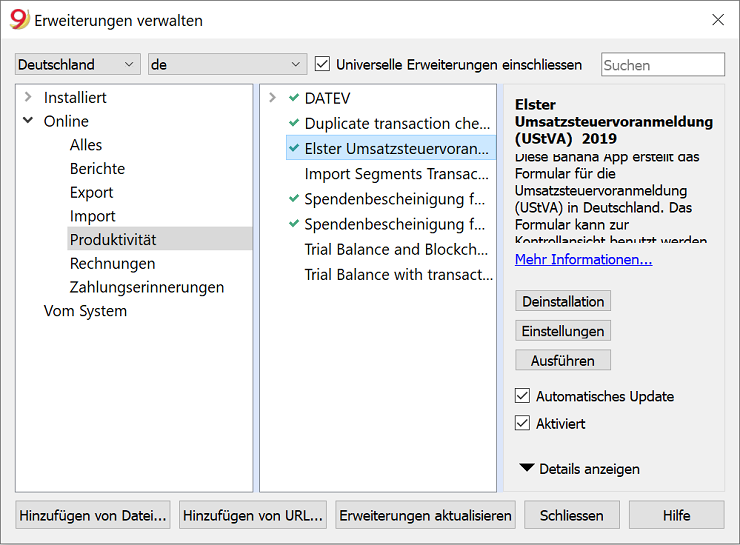 9 Erweiterungen verwalten
Deutschland
de
Universelle Erweiterungen einschliessen
Suchen
Installiert
Online
Alles
Berichte
Export
Import
Produktivität
Rechnungen
Zahlungserinnerungen
Vom System
DATEV
Duplicate transaction che...
Elster Umsatzsteuervoran...
Import Segments Transac...
Spendenbescheinigung f...
Spendenbescheinigung f...
Trial Balance and Blockch...
Trial Balance with transact...
Elster
Umsatzsteuervoranmeldung
(UStVA) 2019
Diese Banana App erstellt das
Formular für die
Umsatzsteuervoranmeldung
(UStVA) in Deutschland. Das
Formular kann zur
Kontrollansicht benutzt werden
Mehr Informationen...
Deinstallation
Einstellungen
Ausführen
Automatisches Update
Aktiviert
Details anzeigen
Hinzufügen von Datei...
Hinzufügen von URL...
Erweiterungen aktualisieren
Schliessen
Hilfe